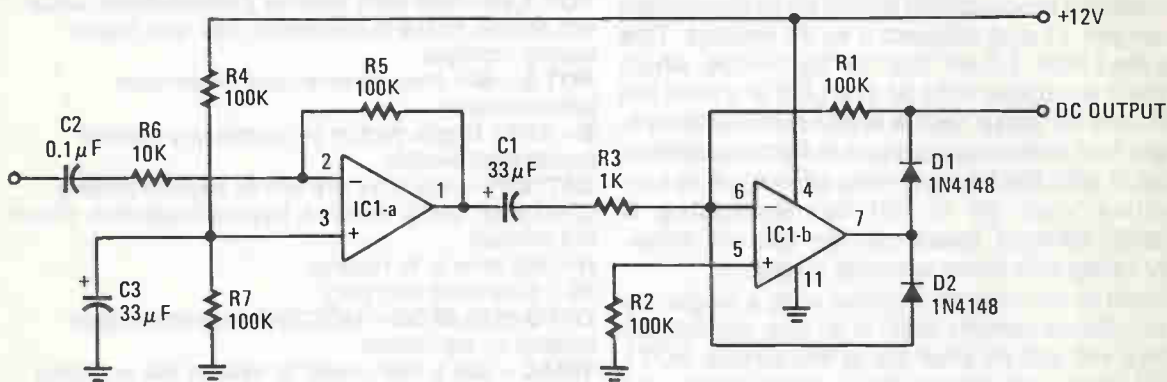 +12V
R4
100K
R5
100K
R1
100K
DC OUTPUT
C2
0.1µF
R6
10K
2
−
IC1-a
1
3
+
C1
33µF
+
R3
1K
D1
1N4148
6
−
4
IC1-b
7
5
+
11
C3
33µF
+
R7
100K
R2
100K
D2
1N4148